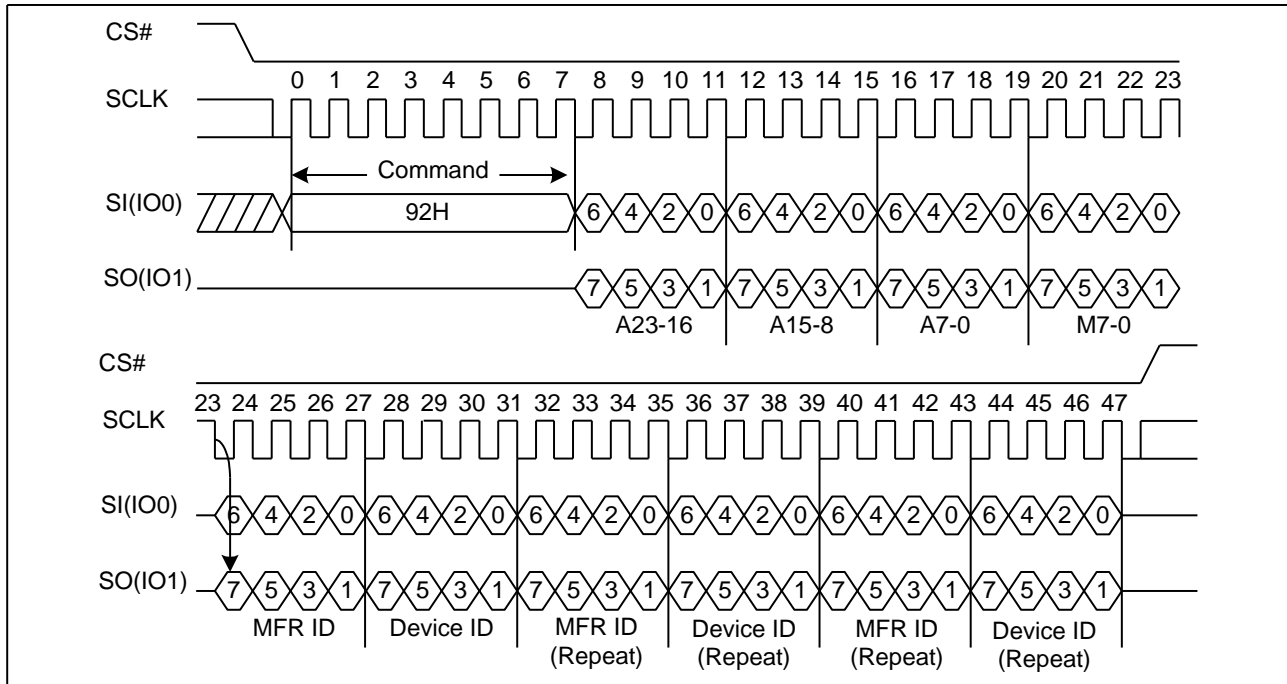 CS#
0 1 2 3 4 5 6 7 8 9 10 11 12 13 14 15 16 17 18 19 20 21 22 23
SCLK
Command
SI(IO0) 92H 6 4 2 0 6 4 2 0 6 4 2 0 6 4 2 0
SO(IO1) 7 5 3 1 7 5 3 1 7 5 3 1 7 5 3 1
A23-16 A15-8 A7-0 M7-0
CS#
23 24 25 26 27 28 29 30 31 32 33 34 35 36 37 38 39 40 41 42 43 44 45 46 47
SCLK
SI(IO0) 6 4 2 0 6 4 2 0 6 4 2 0 6 4 2 0 6 4 2 0 6 4 2 0
SO(IO1) 7 5 3 1 7 5 3 1 7 5 3 1 7 5 3 1 7 5 3 1 7 5 3 1
MFR ID Device ID MFR ID Device ID MFR ID Device ID
(Repeat) (Repeat) (Repeat) (Repeat)